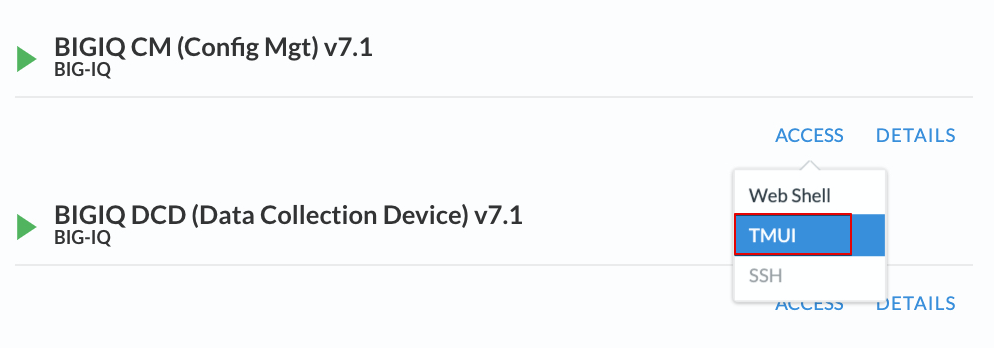 BIGIQ CM (Config Mgt) v7.1
BIG-IQ
ACCESS DETAILS
Web Shell
BIGIQ DCD (Data Collection Device) v7.1
BIG-IQ
TMUI
SSH
ACCESS DETAILS